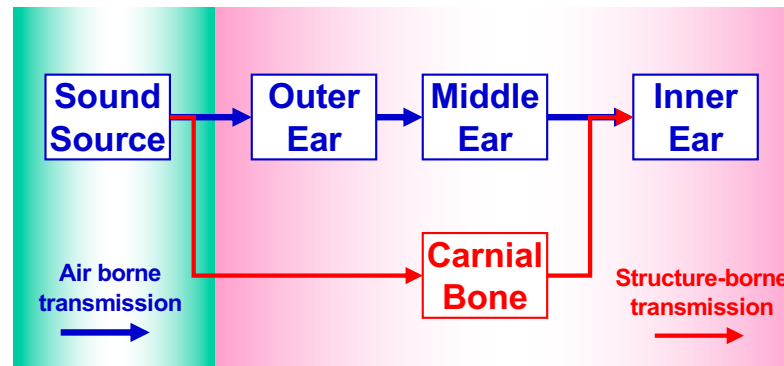 Sound
Source
Outer
Ear
Middle
Ear
Inner
Ear
Carnial
Bone
Air borne
transmission
Structure-borne
transmission